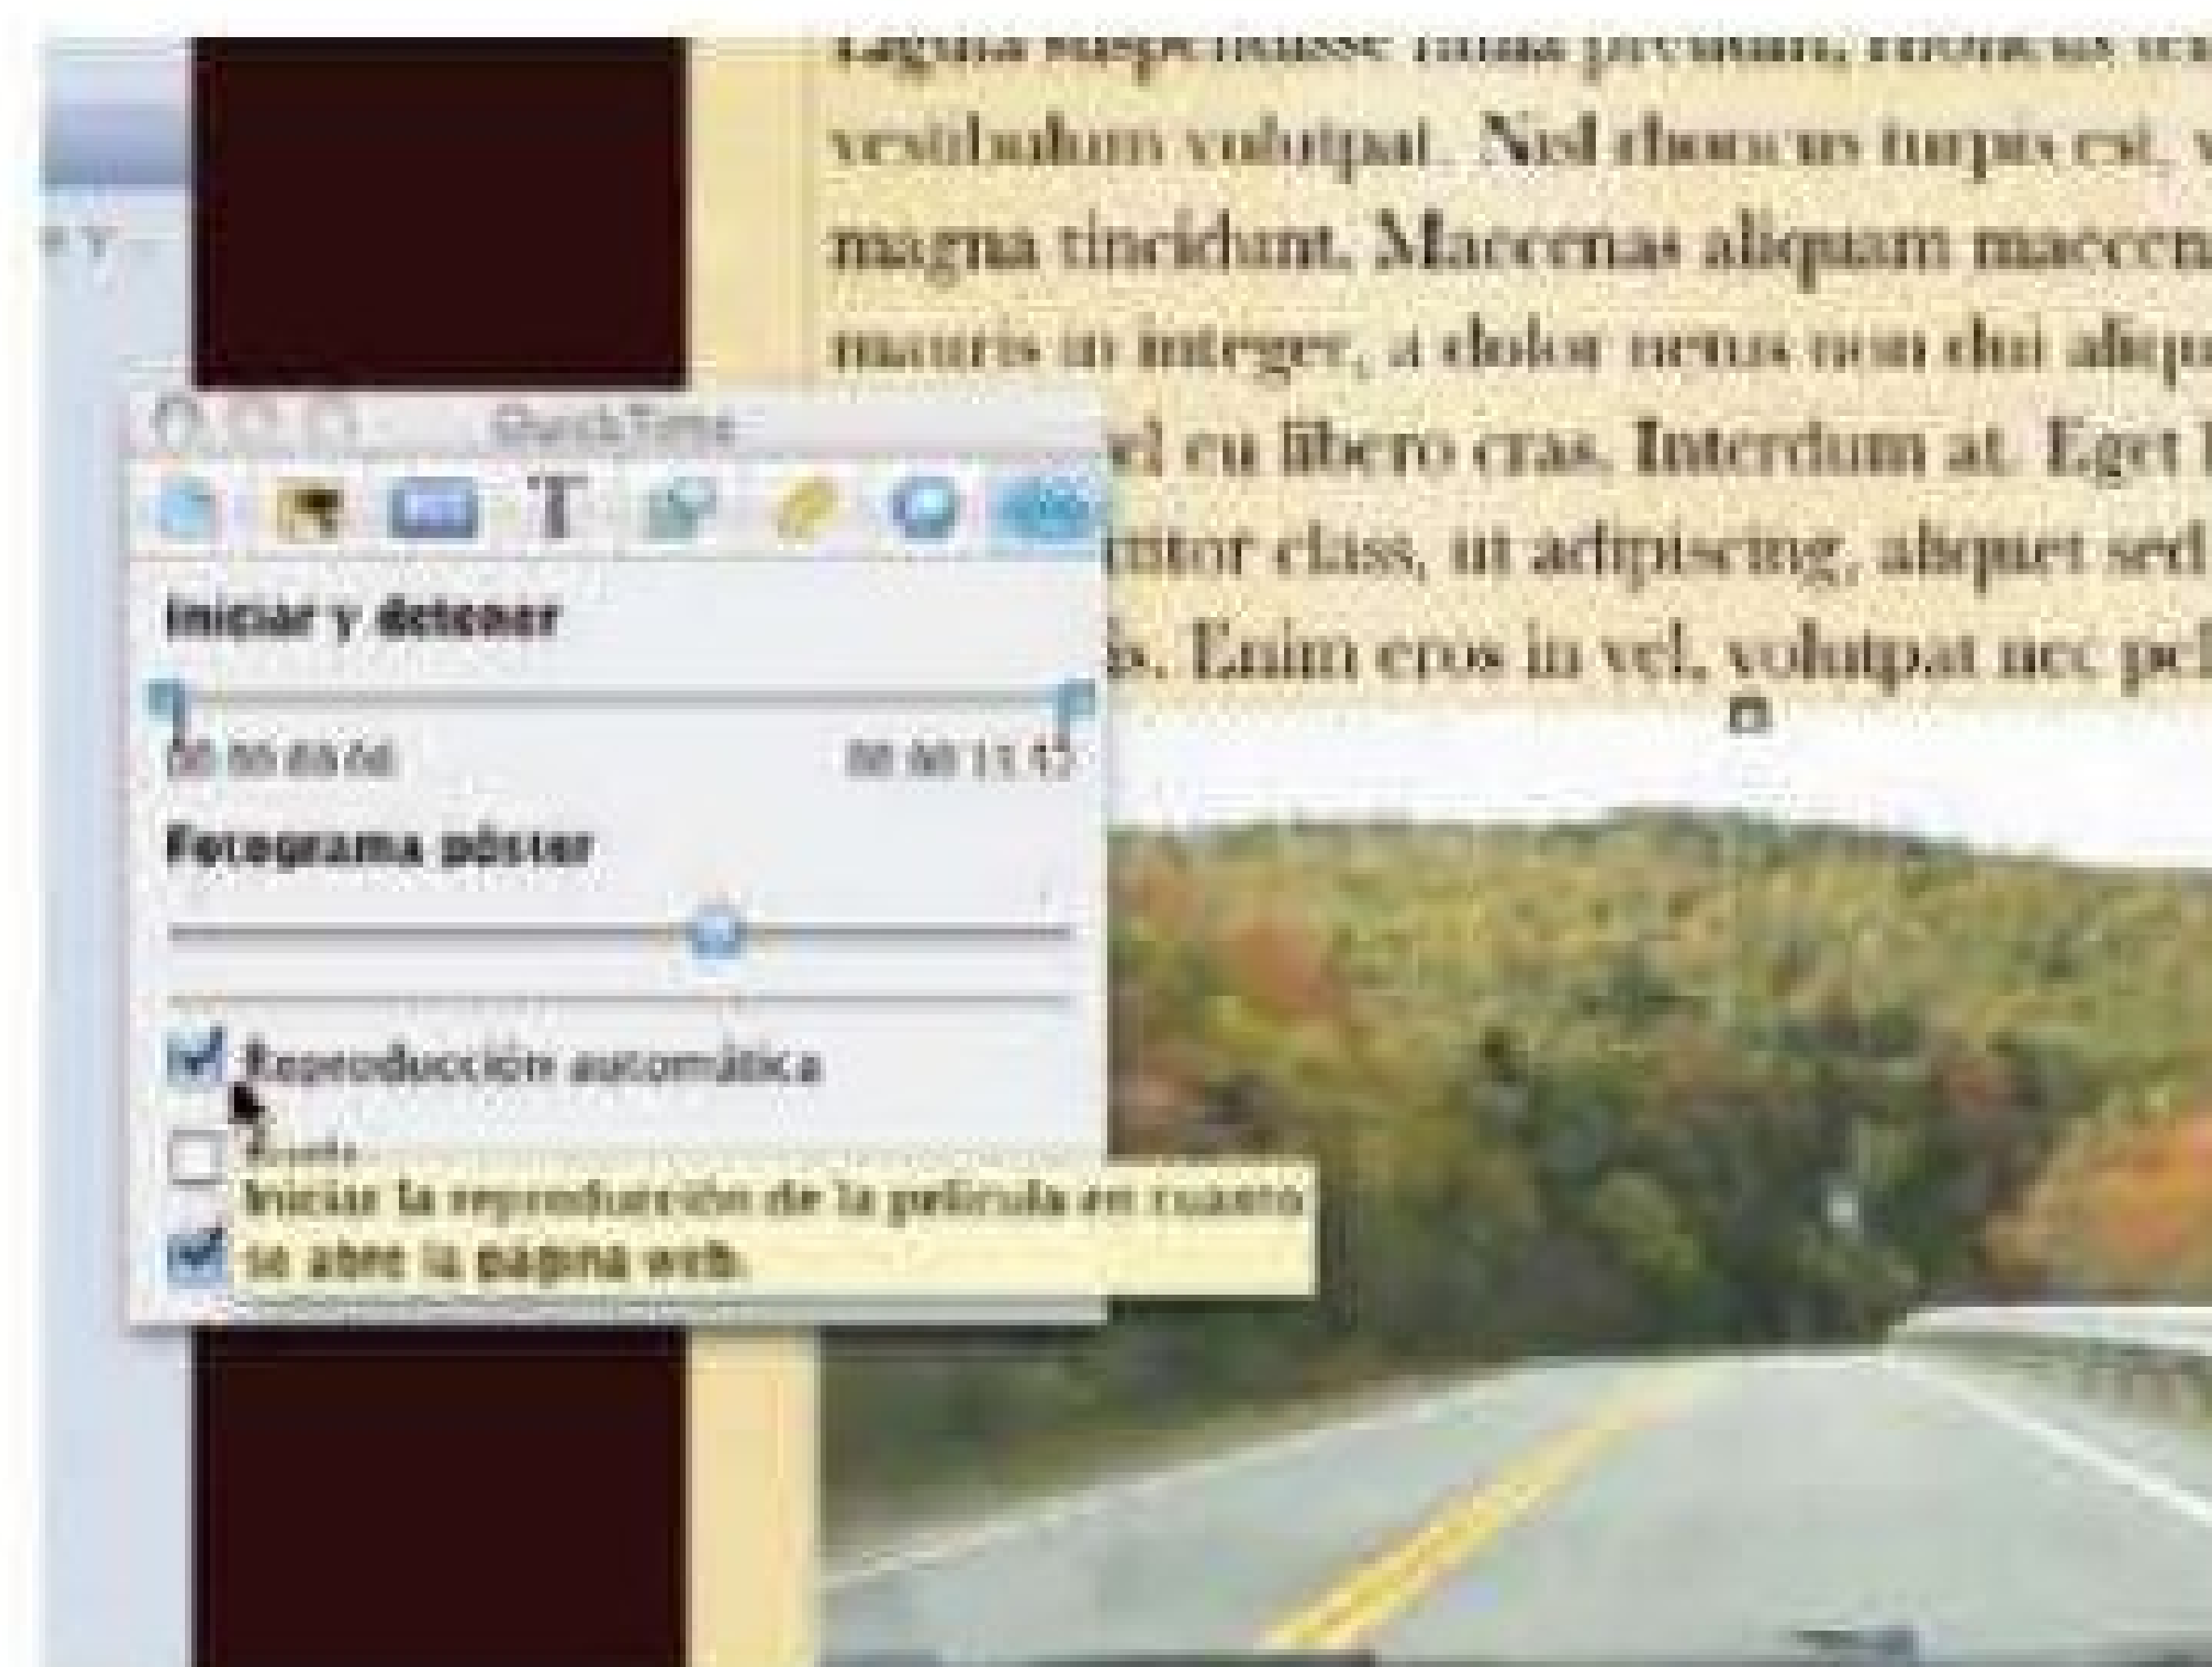 vestibulum volutpat. Nisl rhoncus turpis est,
magna tincidunt. Maecenas aliquam maecen
mauris in integer, a dolor netus non dui aliqu
el eu libero cras. Interdum at. Eget
titor class, ut adipiscing, aliquet sed
is. Enim eros in vel, volutpat nec pel
QuickTime
T
Iniciar y detener
Fotograma póster
Reproducción automática
Iniciar la reproducción de la película en cuanto
se abre la página web.